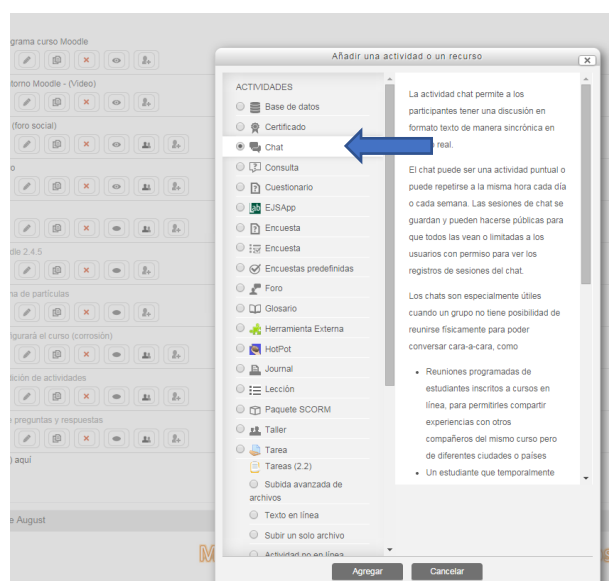 grama curso Moodle
torno Moodle - (Video)
(foro social)
o
dle 2.4.5
na de partículas
igurará el curso (corrosión)
dición de actividades
preguntas y respuestas
) aquí
e August
M
Añadir una actividad o un recurso
ACTIVIDADES
Base de datos
Certificado
Chat
Consulta
Cuestionario
EJSApp
Encuesta
Encuesta
Encuestas predefinidas
Foro
Glosario
Herramienta Externa
HotPot
Journal
Lección
Paquete SCORM
Taller
Tarea
Tareas (2.2)
Subida avanzada de
archivos
Texto en línea
Subir un solo archivo
Actividad no en línea
La actividad chat permite a los
participantes tener una discusión en
formato texto de manera sincrónica en
real.
El chat puede ser una actividad puntual o
puede repetirse a la misma hora cada día
o cada semana. Las sesiones de chat se
guardan y pueden hacerse públicas para
que todos las vean o limitadas a los
usuarios con permiso para ver los
registros de sesiones del chat.
Los chats son especialmente útiles
cuando un grupo no tiene posibilidad de
reunirse físicamente para poder
conversar cara-a-cara, como
• Reuniones programadas de
estudiantes inscritos a cursos en
línea, para permitirles compartir
experiencias con otros
compañeros del mismo curso pero
de diferentes ciudades o países
• Un estudiante que temporalmente
Agregar
Cancelar